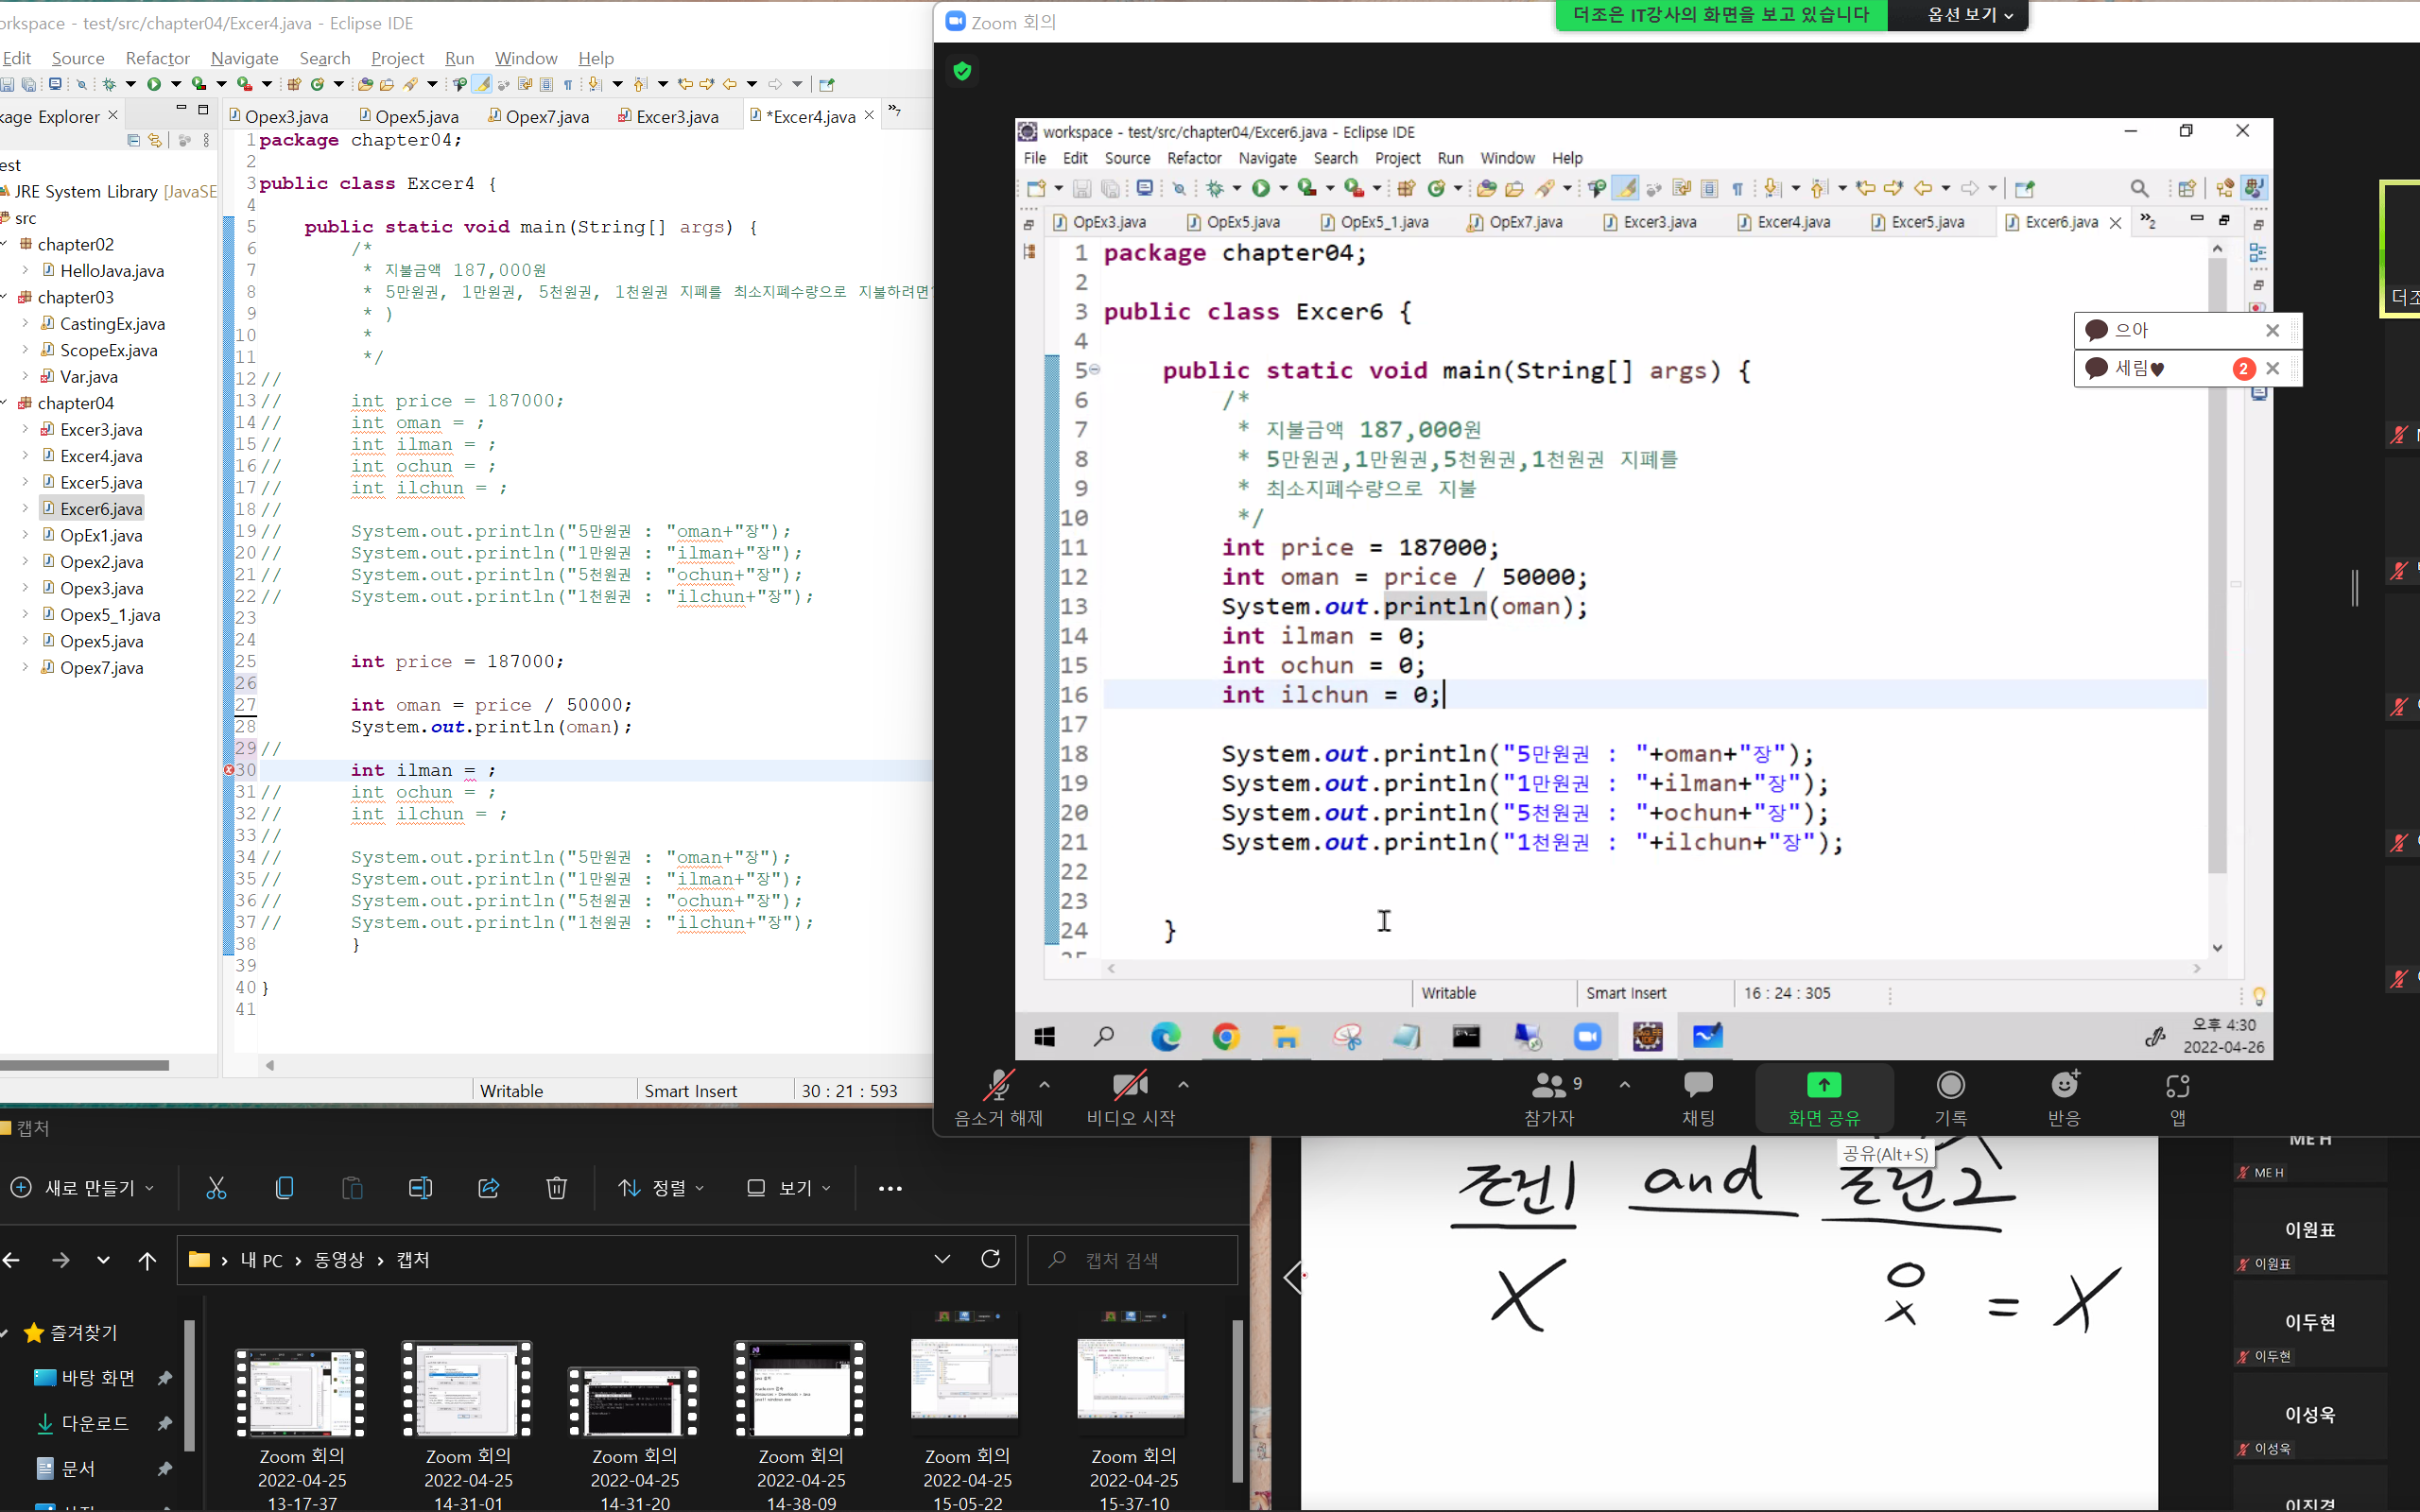 orkspace - test/src/chapter04/Excer4.java - Eclipse IDE
Edit Source Refactor Navigate Search Project Run Window Help
kage Explorer
Opex3.java Opex5.java Opex7.java Excer3.java *Excer4.java »7
est
JRE System Library [JavaSE
src
chapter02
HelloJava.java
chapter03
CastingEx.java
ScopeEx.java
Var.java
chapter04
Excer3.java
Excer4.java
Excer5.java
Excer6.java
OpEx1.java
Opex2.java
Opex3.java
Opex5_1.java
Opex5.java
Opex7.java
1 package chapter04;
2
3 public class Excer4 {
4
5 public static void main(String[] args) {
6 /*
7 * 지불금액 187,000원
8 * 5만원권, 1만원권, 5천원권, 1천원권 지폐를 최소지폐수량으로 지불하려면
9 * )
10 *
11 */
12 //
13 // int price = 187000;
14 // int oman = ;
15 // int ilman = ;
16 // int ochun = ;
17 // int ilchun = ;
18 //
19 // System.out.println("5만원권 : "oman+"장");
20 // System.out.println("1만원권 : "ilman+"장");
21 // System.out.println("5천원권 : "ochun+"장");
22 // System.out.println("1천원권 : "ilchun+"장");
23
24
25 int price = 187000;
26
27 int oman = price / 50000;
28 System.out.println(oman);
29 //
30 int ilman = ;
31 // int ochun = ;
32 // int ilchun = ;
33 //
34 // System.out.println("5만원권 : "oman+"장");
35 // System.out.println("1만원권 : "ilman+"장");
36 // System.out.println("5천원권 : "ochun+"장");
37 // System.out.println("1천원권 : "ilchun+"장");
38 }
39
40 }
41
Writable Smart Insert 30 : 21 : 593
Zoom 회의
더조은 IT강사의 화면을 보고 있습니다 옵션 보기
workspace - test/src/chapter04/Excer6.java - Eclipse IDE
File Edit Source Refactor Navigate Search Project Run Window Help
OpEx3.java OpEx5.java OpEx5_1.java OpEx7.java Excer3.java Excer4.java Excer5.java Excer6.java »2
1 package chapter04;
2
3 public class Excer6 {
4
5 public static void main(String[] args) {
6 /*
7 * 지불금액 187,000원
8 * 5만원권,1만원권,5천원권,1천원권 지폐를
9 * 최소지폐수량으로 지불
10 */
11 int price = 187000;
12 int oman = price / 50000;
13 System.out.println(oman);
14 int ilman = 0;
15 int ochun = 0;
16 int ilchun = 0;
17
18 System.out.println("5만원권 : "+oman+"장");
19 System.out.println("1만원권 : "+ilman+"장");
20 System.out.println("5천원권 : "+ochun+"장");
21 System.out.println("1천원권 : "+ilchun+"장");
22
23
24 }
Writable Smart Insert 16 : 24 : 305
오후 4:30
2022-04-26
으아
세림♥ 2
더조
음소거 해제 비디오 시작 참가자 9 채팅 화면 공유 기록 반응 앱
공유(Alt+S)
캡처
새로 만들기 정렬 보기
내 PC › 동영상 › 캡처
캡처 검색
즐겨찾기
바탕 화면
다운로드
문서
Zoom 회의 2022-04-25 13-17-37
Zoom 회의 2022-04-25 14-31-01
Zoom 회의 2022-04-25 14-31-20
Zoom 회의 2022-04-25 14-38-09
Zoom 회의 2022-04-25 15-05-22
Zoom 회의 2022-04-25 15-37-10
조건1 and 조건2
X O
x = X
ME H
ME H
이원표
이원표
이두현
이두현
이성욱
이성욱
이진경